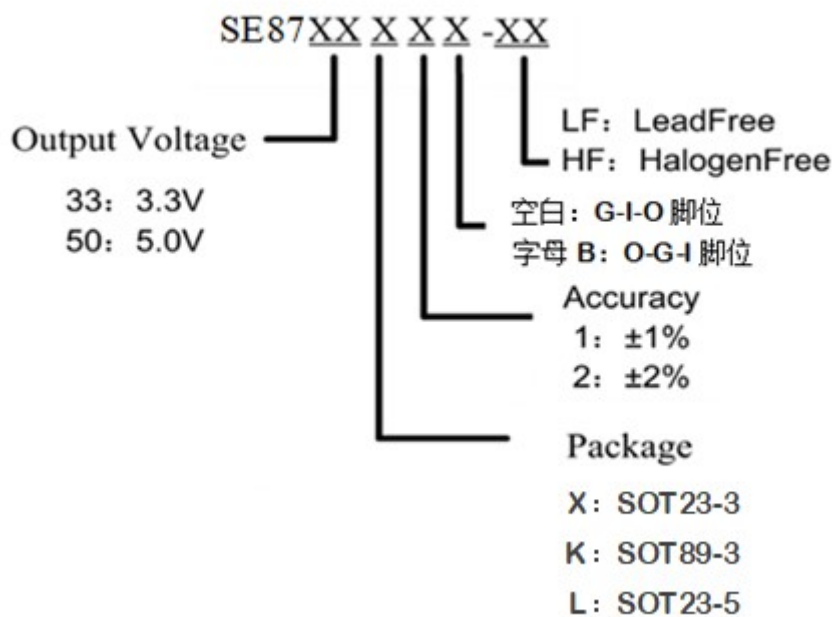 SE87XX X X X -XX
Output Voltage
33：3.3V
50：5.0V
LF：LeadFree
HF：HalogenFree
空白：G-I-O 脚位
字母 B：O-G-I 脚位
Accuracy
1：±1%
2：±2%
Package
X：SOT23-3
K：SOT89-3
L：SOT23-5